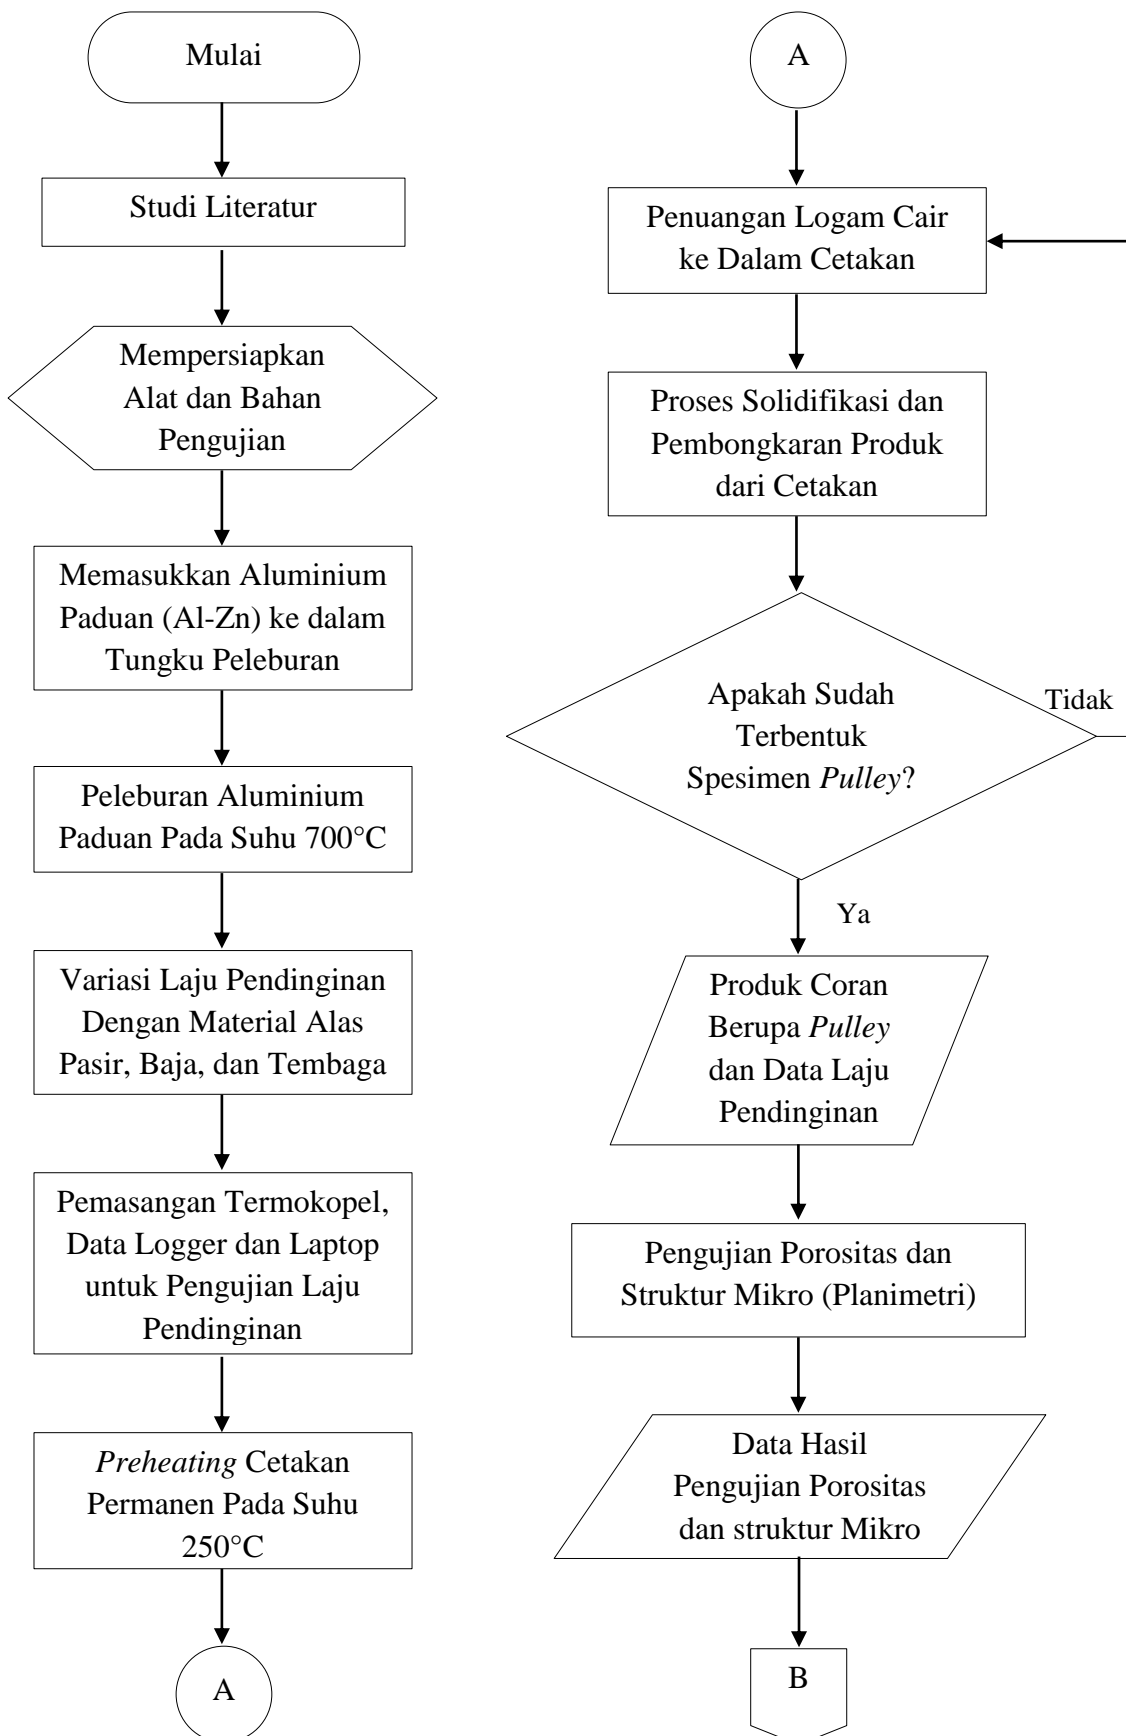 Mulai
Studi Literatur
Mempersiapkan
Alat dan Bahan
Pengujian
Memasukkan Aluminium
Paduan (Al-Zn) ke dalam
Tungku Peleburan
Peleburan Aluminium
Paduan Pada Suhu 700°C
Variasi Laju Pendinginan
Dengan Material Alas
Pasir, Baja, dan Tembaga
Pemasangan Termokopel,
Data Logger dan Laptop
untuk Pengujian Laju
Pendinginan
Preheating Cetakan
Permanen Pada Suhu
250°C
A
A
Penuangan Logam Cair
ke Dalam Cetakan
Proses Solidifikasi dan
Pembongkaran Produk
dari Cetakan
Apakah Sudah
Terbentuk
Spesimen Pulley?
Tidak
Ya
Produk Coran
Berupa Pulley
dan Data Laju
Pendinginan
Pengujian Porositas dan
Struktur Mikro (Planimetri)
Data Hasil
Pengujian Porositas
dan struktur Mikro
B